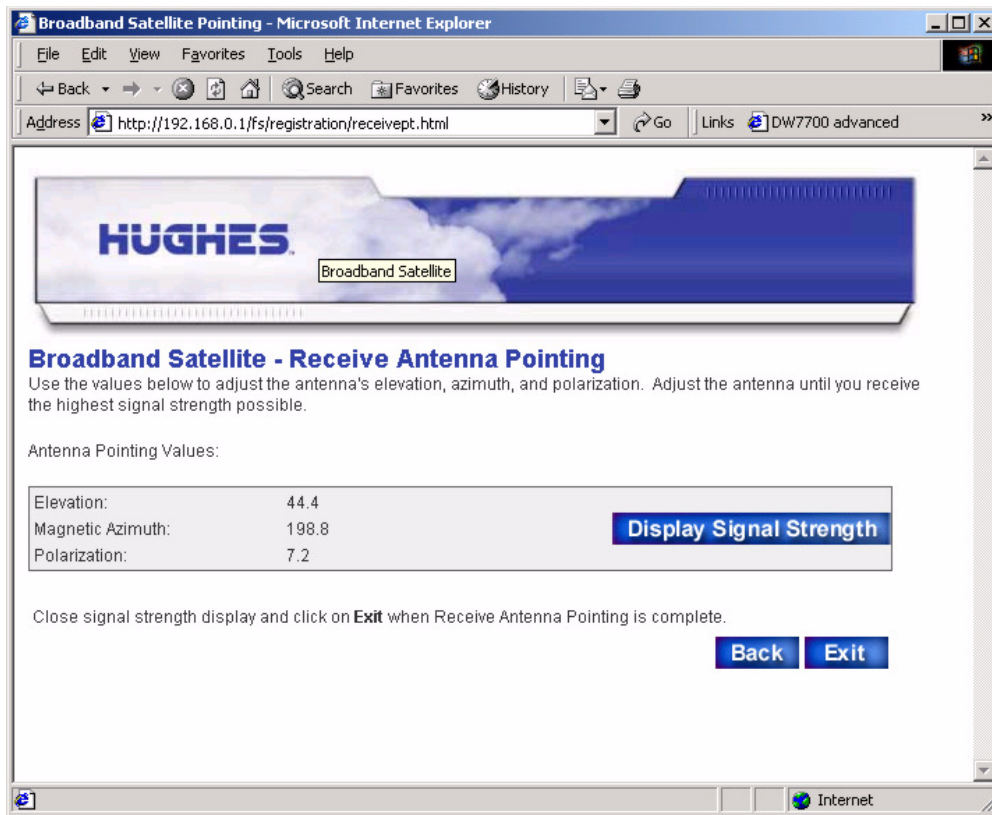 Broadband Satellite Pointing - Microsoft Internet Explorer
File Edit View Favorites Tools Help
Back Search Favorites History
Address http://192.168.0.1/fs/registration/receivept.html Go Links DW7700 advanced »
HUGHES
Broadband Satellite
Broadband Satellite - Receive Antenna Pointing
Use the values below to adjust the antenna's elevation, azimuth, and polarization. Adjust the antenna until you receive
the highest signal strength possible.
Antenna Pointing Values:
Elevation: 44.4
Magnetic Azimuth: 198.8
Polarization: 7.2
Display Signal Strength
Close signal strength display and click on Exit when Receive Antenna Pointing is complete.
Back Exit
Internet